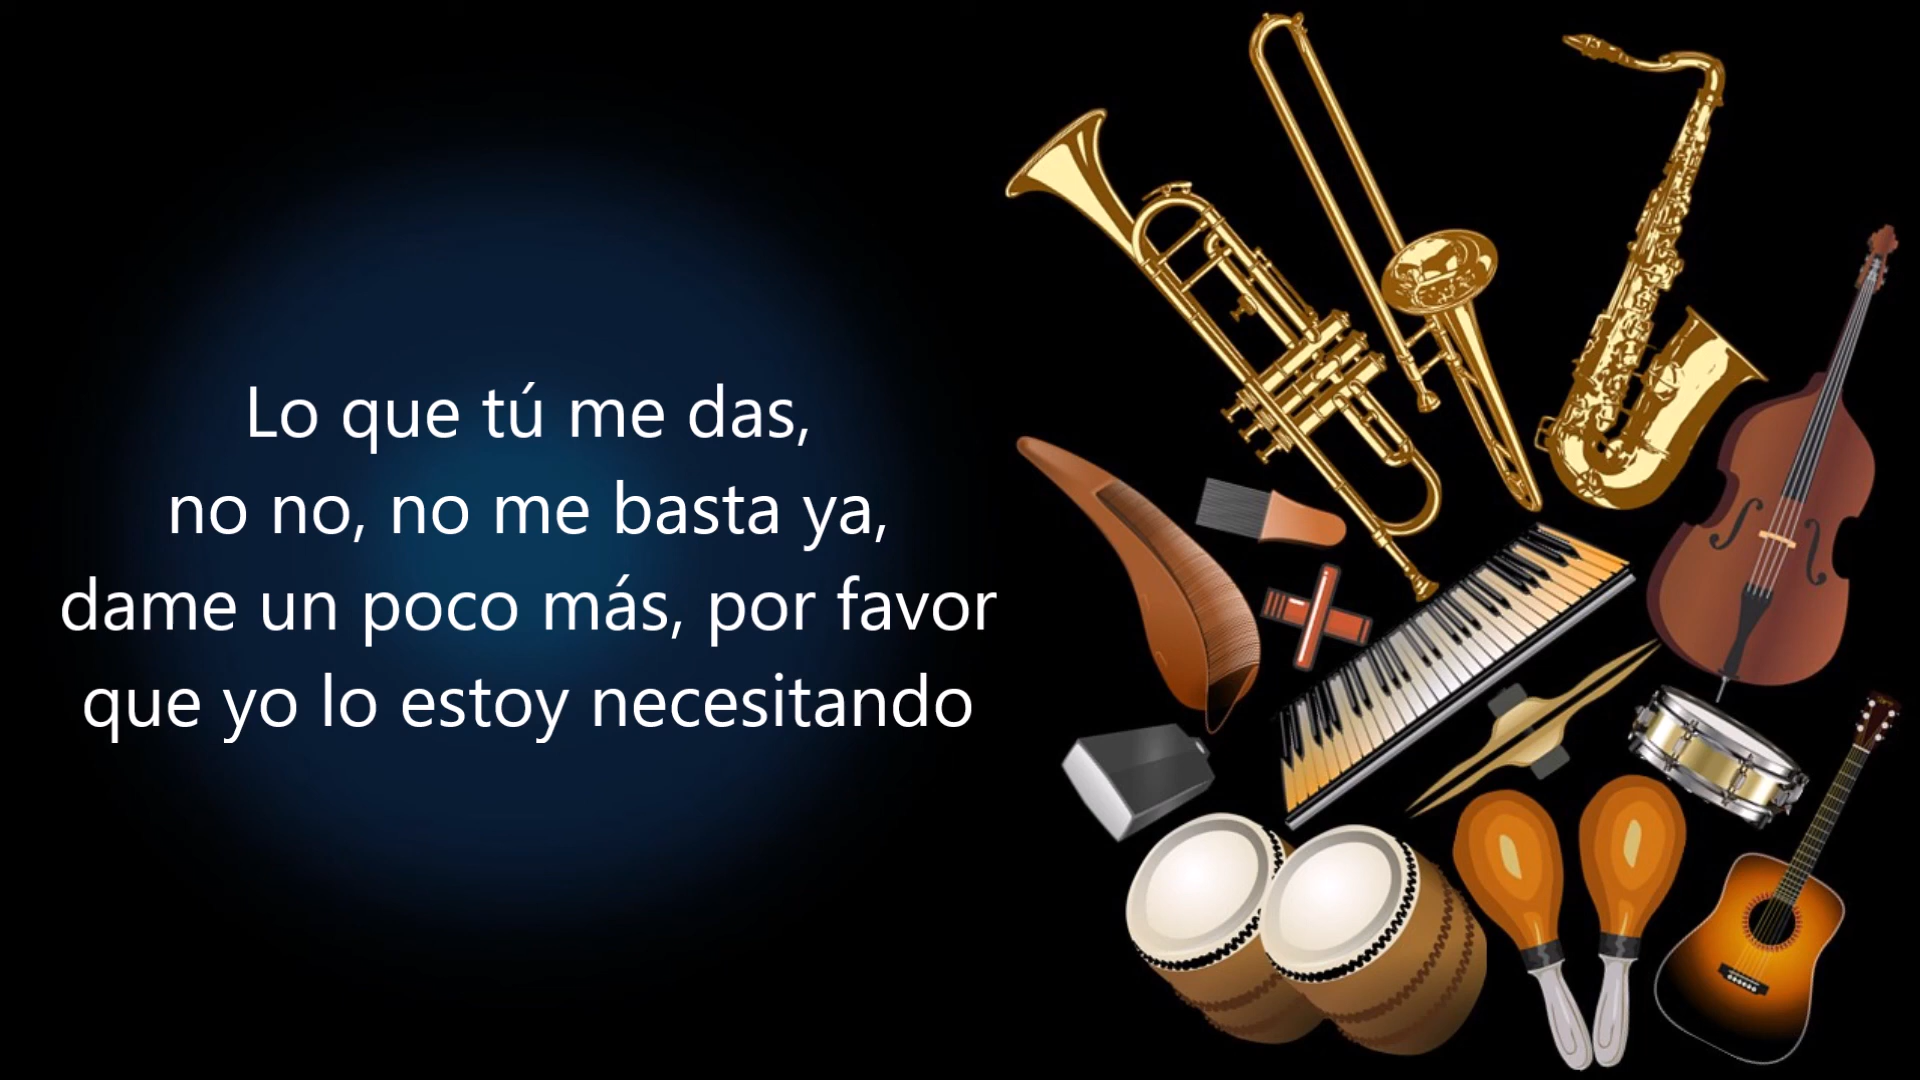 Lo que tú me das,
no no, no me basta ya,
dame un poco más, por favor
que yo lo estoy necesitando